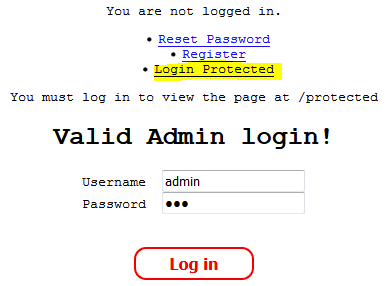 You are not logged in.
Reset Password
Register
Login Protected
You must log in to view the page at /protected
Valid Admin login!
Username admin
Password •••
Log in